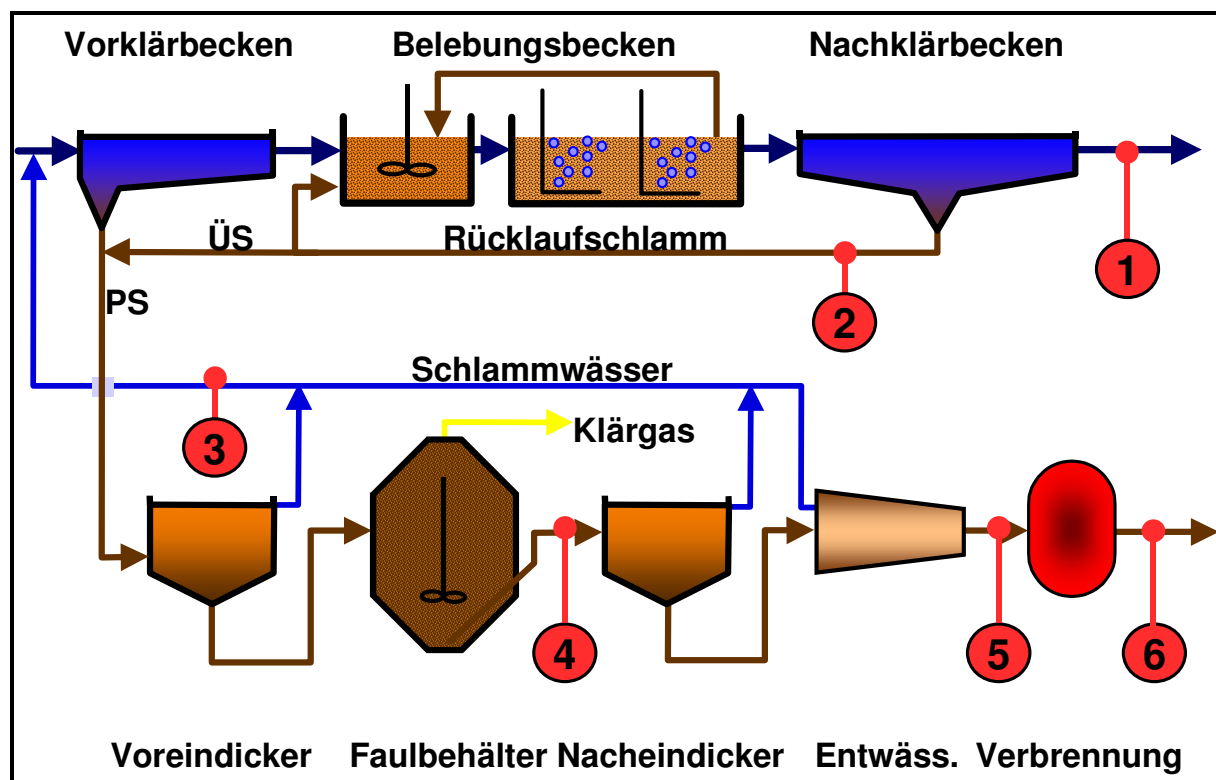 Vorklärbecken Belebungsbecken Nachklärbecken
ÜS Rücklaufschlamm
1
PS
2
Schlammwässer
3
Klärgas
4 5 6
Voreindicker Faulbehälter Nacheindicker Entwäss. Verbrennung